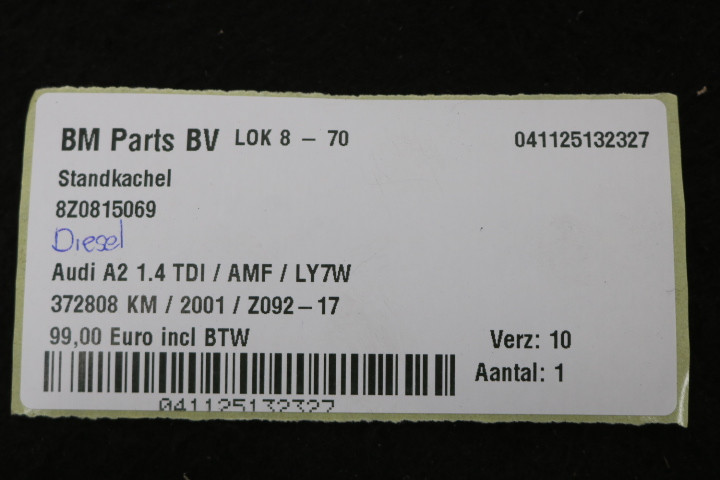 BM Parts BV LOK 8 – 70 041125132327
Standkachel
8Z0815069
Diesel
Audi A2 1.4 TDI / AMF / LY7W
372808 KM / 2001 / Z092–17
99,00 Euro incl BTW Verz: 10
Aantal: 1
041125132327